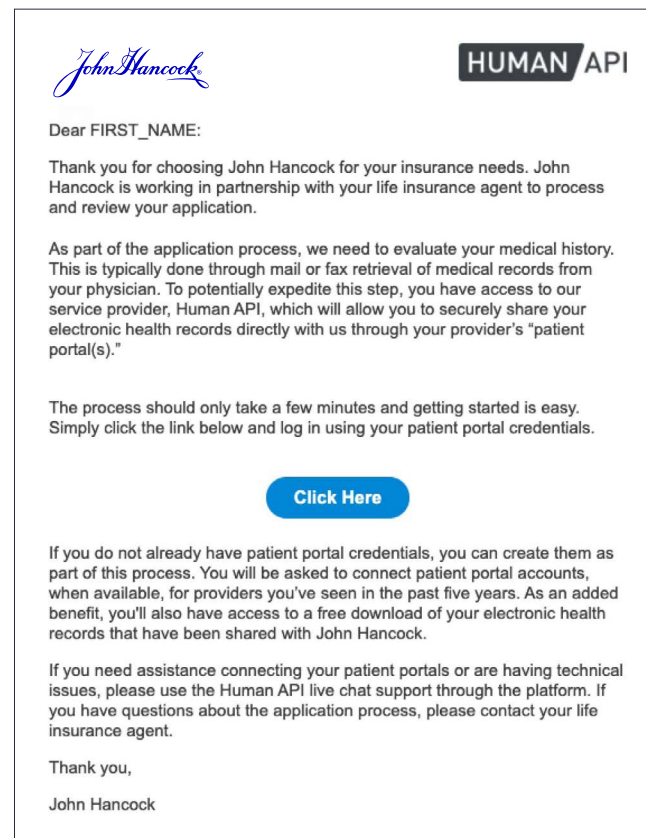 John Hancock®
HUMAN API
Dear FIRST_NAME:
Thank you for choosing John Hancock for your insurance needs. John
Hancock is working in partnership with your life insurance agent to process
and review your application.
As part of the application process, we need to evaluate your medical history.
This is typically done through mail or fax retrieval of medical records from
your physician. To potentially expedite this step, you have access to our
service provider, Human API, which will allow you to securely share your
electronic health records directly with us through your provider’s “patient
portal(s).”
The process should only take a few minutes and getting started is easy.
Simply click the link below and log in using your patient portal credentials.
Click Here
If you do not already have patient portal credentials, you can create them as
part of this process. You will be asked to connect patient portal accounts,
when available, for providers you’ve seen in the past five years. As an added
benefit, you'll also have access to a free download of your electronic health
records that have been shared with John Hancock.
If you need assistance connecting your patient portals or are having technical
issues, please use the Human API live chat support through the platform. If
you have questions about the application process, please contact your life
insurance agent.
Thank you,
John Hancock